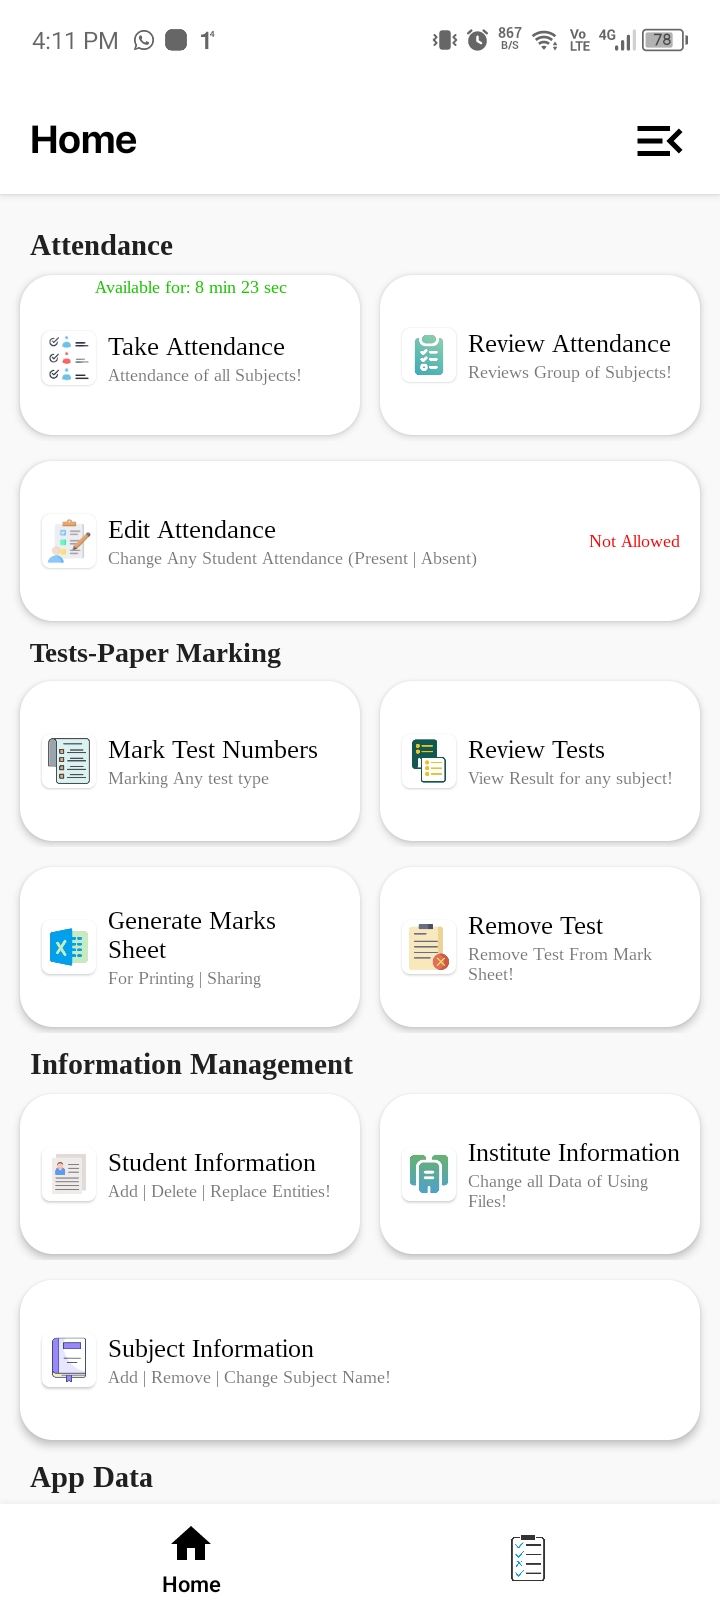 4:11 PM 1⁴ 867 B/S Vo LTE 4G 78
Home
Attendance
Available for: 8 min 23 sec
Take Attendance
Attendance of all Subjects!
Review Attendance
Reviews Group of Subjects!
Edit Attendance
Change Any Student Attendance (Present | Absent)
Not Allowed
Tests-Paper Marking
Mark Test Numbers
Marking Any test type
Review Tests
View Result for any subject!
Generate Marks
Sheet
For Printing | Sharing
Remove Test
Remove Test From Mark
Sheet!
Information Management
Student Information
Add | Delete | Replace Entities!
Institute Information
Change all Data of Using
Files!
Subject Information
Add | Remove | Change Subject Name!
App Data
Home